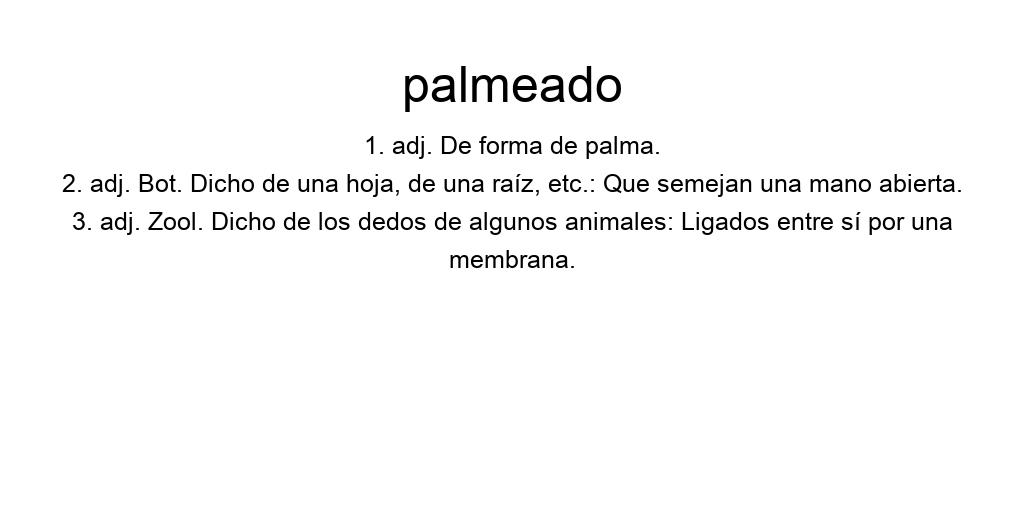 palmeado
1. adj. De forma de palma.
2. adj. Bot. Dicho de una hoja, de una raíz, etc.: Que semejan una mano abierta.
3. adj. Zool. Dicho de los dedos de algunos animales: Ligados entre sí por una
membrana.